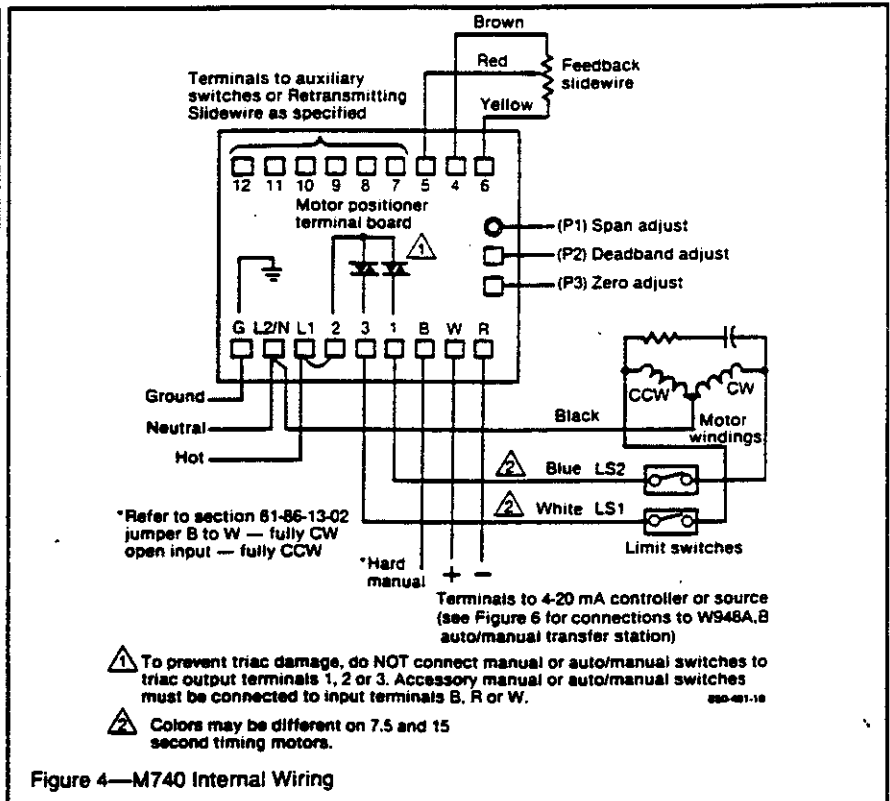 Brown
Red
Feedback
slidewire
Terminals to auxiliary
switches or Retransmitting
Slidewire as specified
Yellow
12 11 10 9 8 7 5 4 6
Motor positioner
terminal board
1
(P1) Span adjust
(P2) Deadband adjust
(P3) Zero adjust
G L2/N L1 2 3 1 B W R
CCW
CW
Ground
Neutral
Black
Motor
windings
Hot
2 Blue LS2
2 White LS1
*Refer to section 61-86-13-02
jumper B to W — fully CW
open input — fully CCW
Limit switches
*Hard
manual
+ −
Terminals to 4-20 mA controller or source
(see Figure 6 for connections to W948A,B
auto/manual transfer station)
1 To prevent triac damage, do NOT connect manual or auto/manual switches to
triac output terminals 1, 2 or 3. Accessory manual or auto/manual switches
must be connected to input terminals B, R or W.
2 Colors may be different on 7.5 and 15
second timing motors.
Figure 4—M740 Internal Wiring